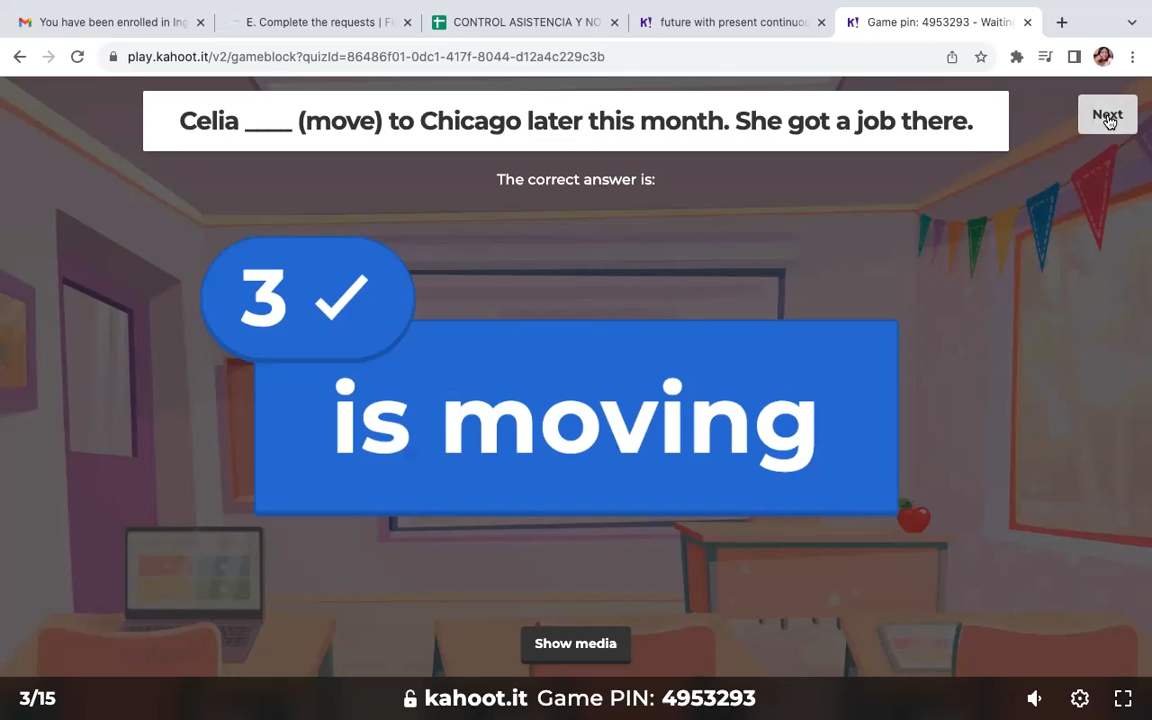 You have been enrolled in Ing
E. Complete the requests | F
CONTROL ASISTENCIA Y NO
K! future with present continuou
K! Game pin: 4953293 - Waitin
play.kahoot.it/v2/gameblock?quizId=86486f01-0dc1-417f-8044-d12a4c229c3b
Celia ____ (move) to Chicago later this month. She got a job there.
Next
The correct answer is:
3
is moving
Show media
3/15
kahoot.it Game PIN: 4953293